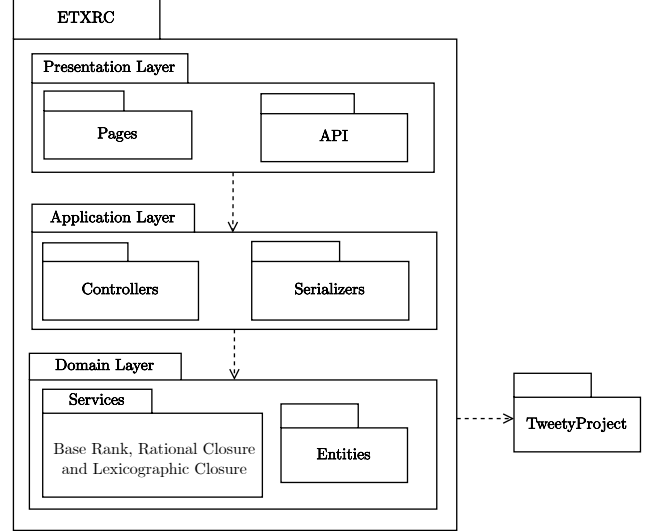 ETXRC
Presentation Layer
Pages
API
Application Layer
Controllers
Serializers
Domain Layer
Services
Base Rank, Rational Closure
and Lexicographic Closure
Entities
TweetyProject